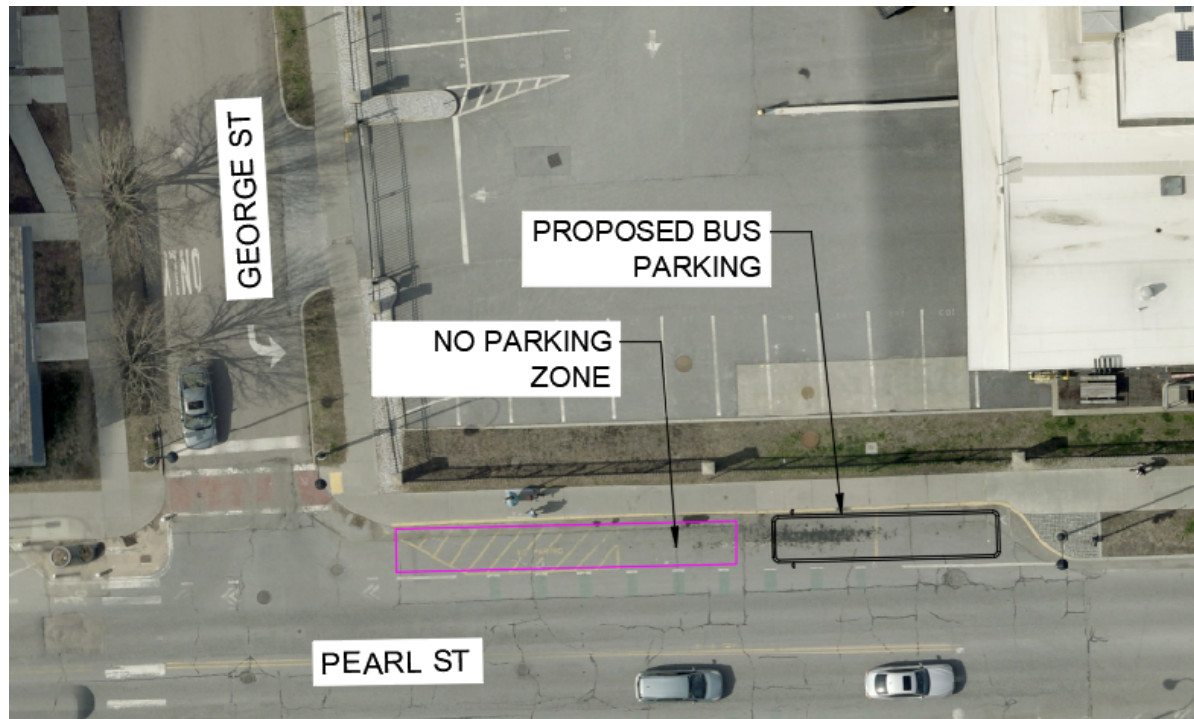 GEORGE ST
ONLY
PROPOSED BUS
PARKING
NO PARKING
ZONE
PEARL ST